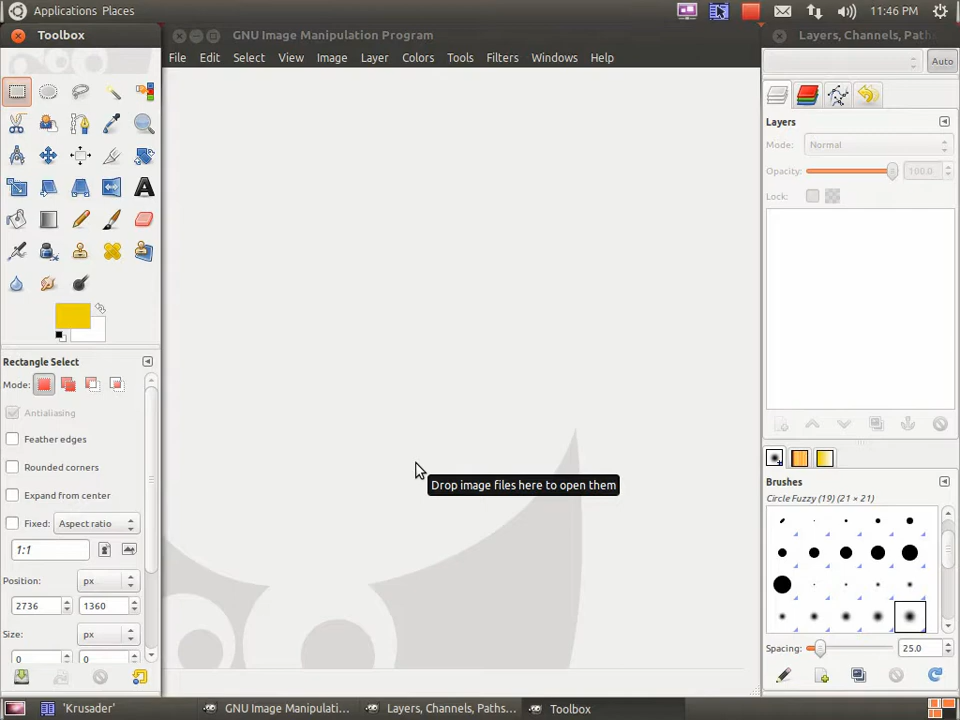 Applications Places
11:46 PM
Toolbox
GNU Image Manipulation Program
Layers, Channels, Path
File Edit Select View Image Layer Colors Tools Filters Windows Help
Auto
Layers
Mode: Normal
Opacity: 100.0
Lock:
Drop image files here to open them
Rectangle Select
Mode:
Antialiasing
Feather edges
Rounded corners
Expand from center
Fixed: Aspect ratio
1:1
Position: px
2736 1360
Size: px
0 0
Brushes
Circle Fuzzy (19) (21 × 21)
Spacing: 25.0
'Krusader'
GNU Image Manipulati...
Layers, Channels, Paths...
Toolbox